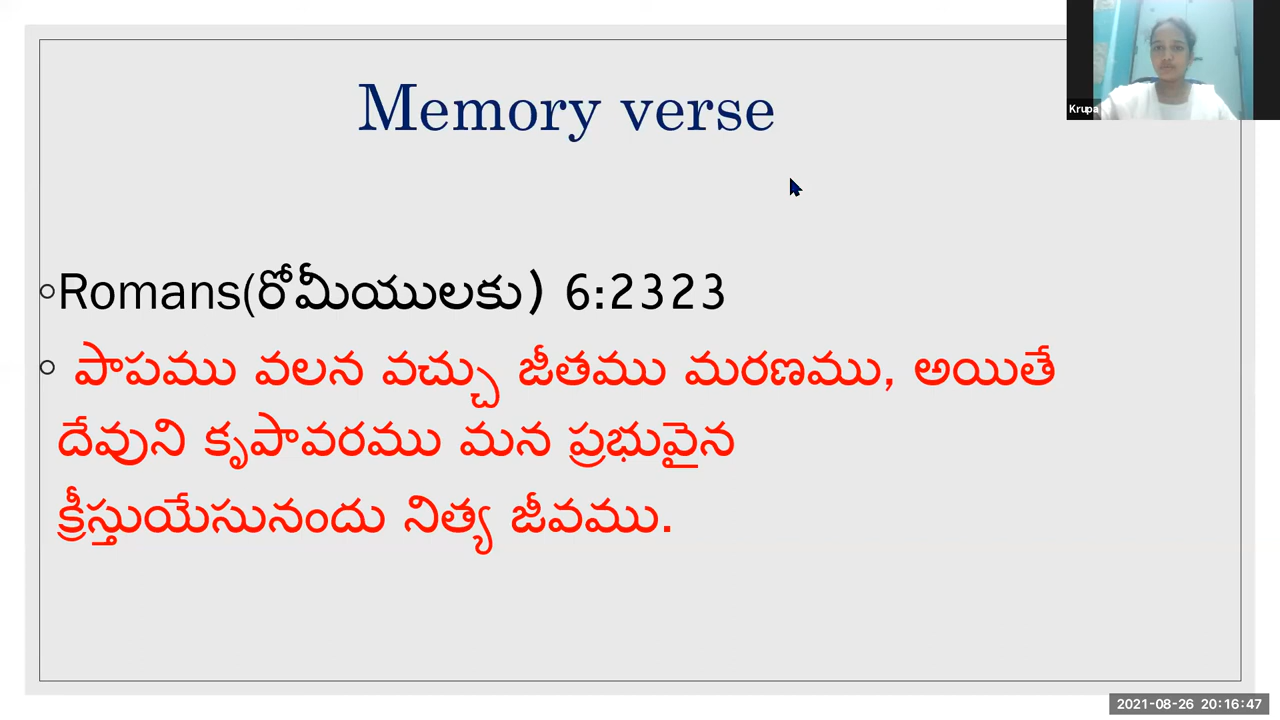 Memory verse
Krupa
Romans(రోమీయులకు) 6:2323
పాపము వలన వచ్చు జీతము మరణము, అయితే
దేవుని కృపావరము మన ప్రభువైన
క్రీస్తుయేసునందు నిత్య జీవము.
2021-08-26 20:16:47